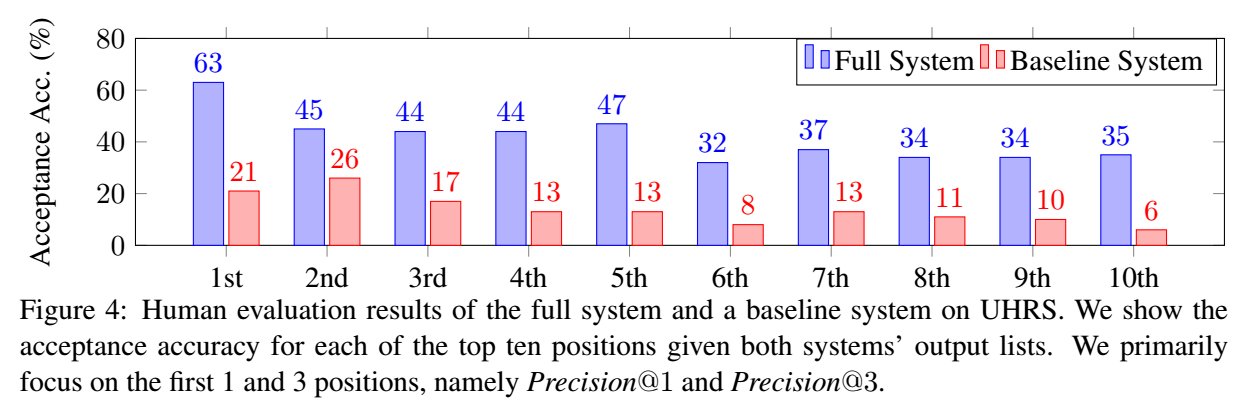 Acceptance Acc. (%)
80
60
40
20
0
Full System Baseline System
63 45 44 44 47 32 37 34 34 35
21 26 17 13 13 8 13 11 10 6
1st 2nd 3rd 4th 5th 6th 7th 8th 9th 10th
Figure 4: Human evaluation results of the full system and a baseline system on UHRS. We show the
acceptance accuracy for each of the top ten positions given both systems' output lists. We primarily
focus on the first 1 and 3 positions, namely Precision@1 and Precision@3.